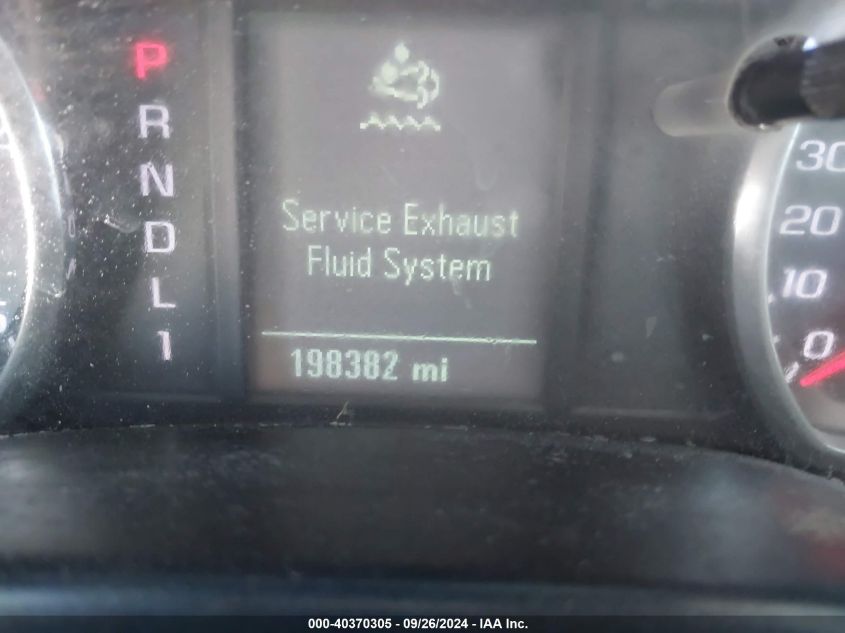 P
R
N
D
L
1
Service Exhaust
Fluid System
198382 mi
30
20
10
0
000-40370305 - 09/26/2024 - IAA Inc.